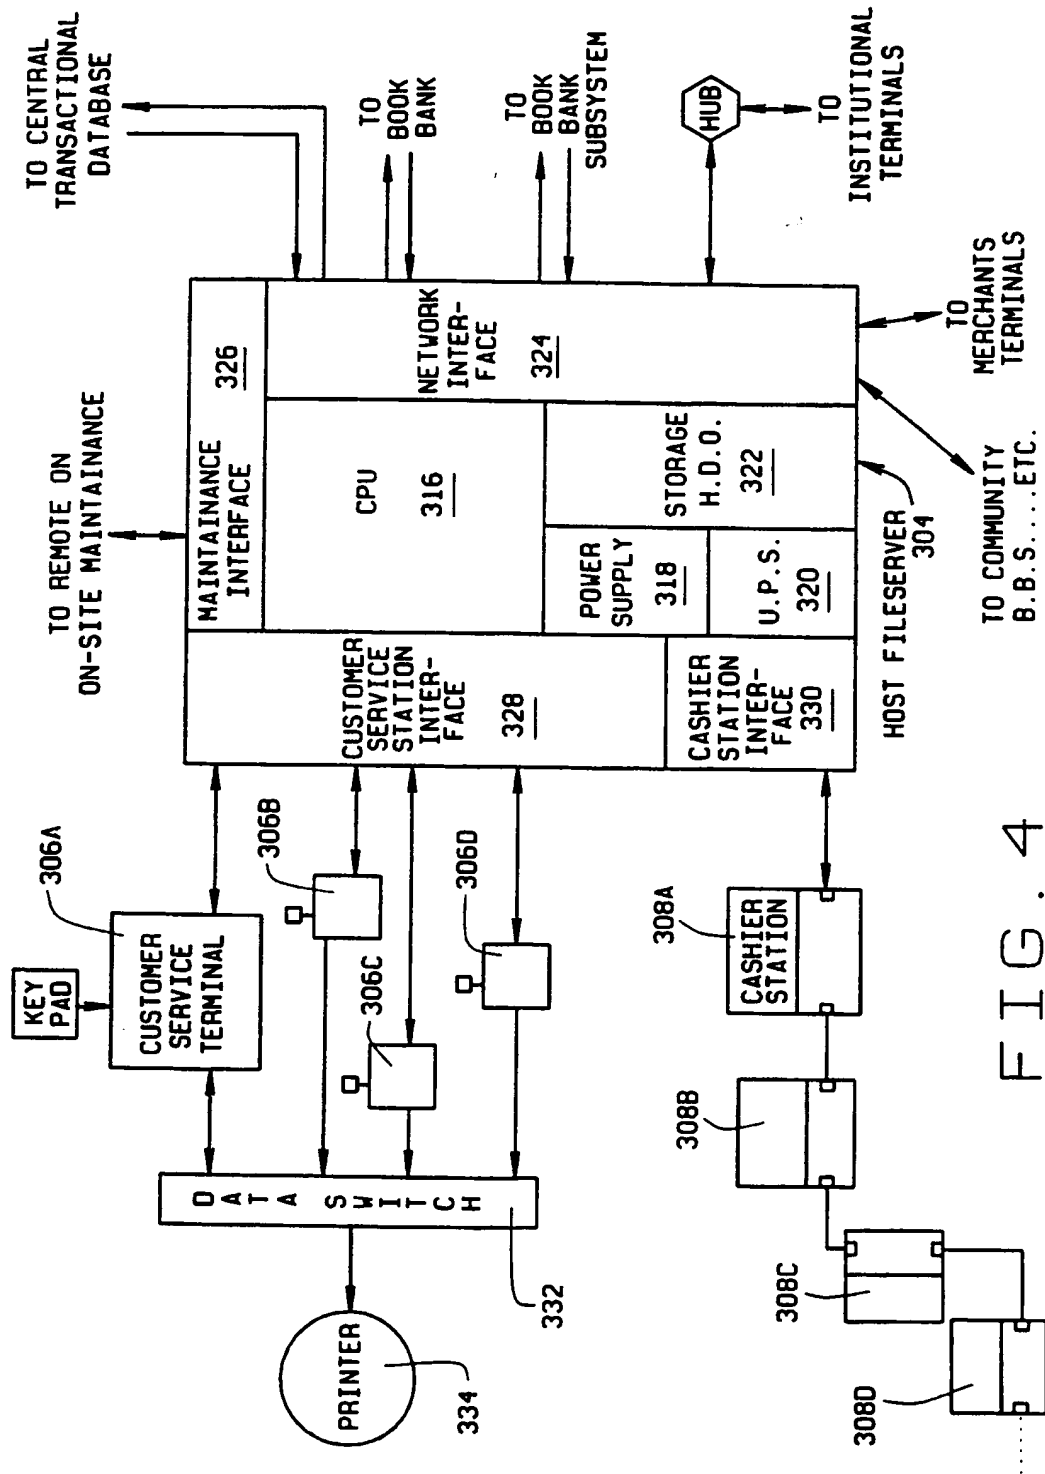 TO CENTRAL
TRANSACTIONAL
DATABASE
TO
BOOK
BANK
TO
BOOK
BANK
SUBSYSTEM
HUB
TO
INSTITUTIONAL
TERMINALS
TO REMOTE ON
ON-SITE MAINTAINANCE
MAINTAINANCE
INTERFACE
326
NETWORK
INTER-
FACE
324
CPU
316
STORAGE
H.D.O.
322
POWER
SUPPLY
318
U.P.S.
320
CUSTOMER
SERVICE
STATION
INTER-
FACE
328
CASHIER
STATION
INTER-
FACE
330
HOST FILESERVER
304
TO
MERCHANTS
TERMINALS
TO COMMUNITY
B.B.S....ETC.
306A
KEY
PAD
CUSTOMER
SERVICE
TERMINAL
306B
306C
306D
DATA SWITCH
332
PRINTER
334
308A
CASHIER
STATION
308B
308C
308D
FIG. 4